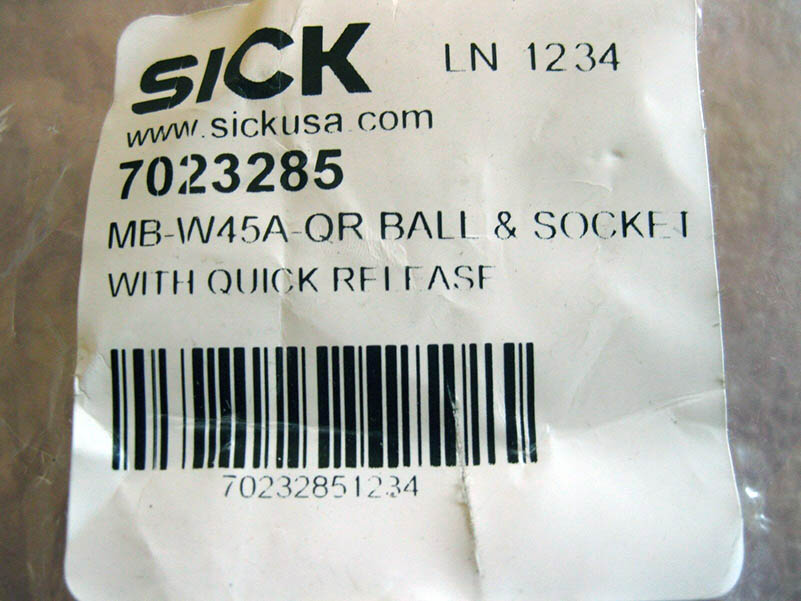 SICK LN 1234
www.sickusa.com
7023285
MB-W45A-QR BALL & SOCKET
WITH QUICK RELEASE
70232851234